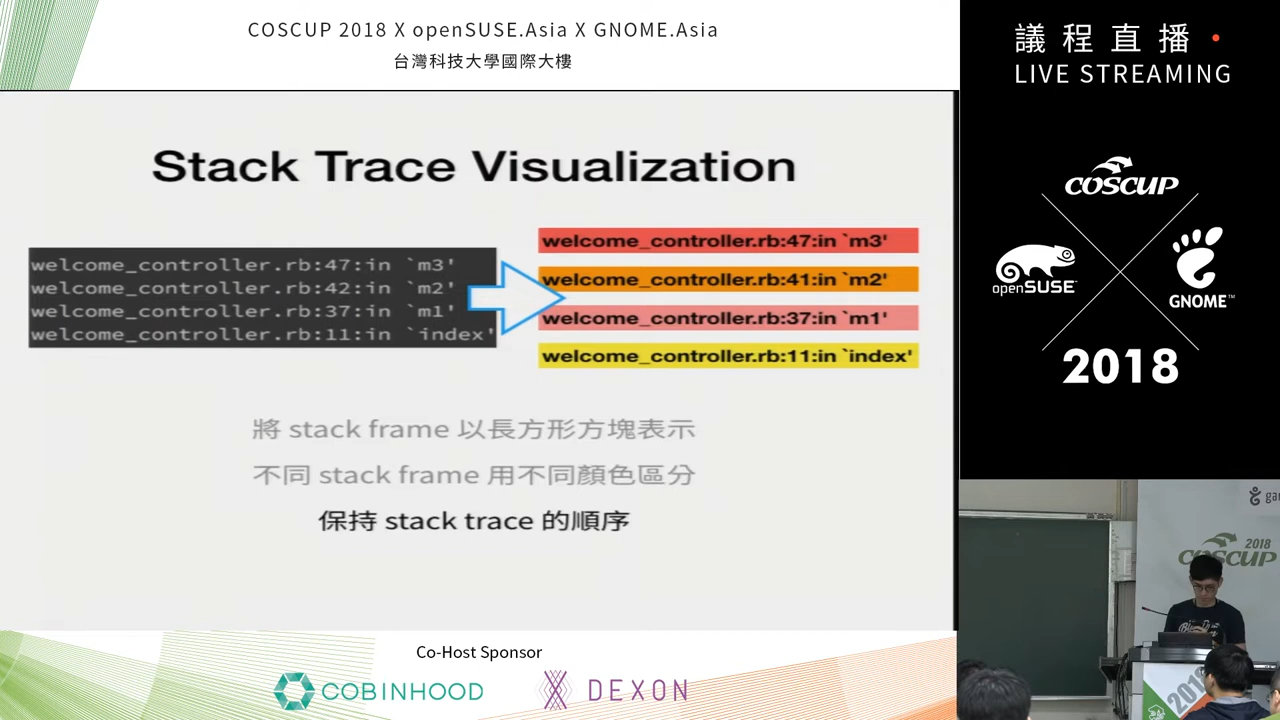 COSCUP 2018 X openSUSE.Asia X GNOME.Asia
台灣科技大學國際大樓
Stack Trace Visualization
welcome_controller.rb:47:in `m3'
welcome_controller.rb:42:in `m2'
welcome_controller.rb:37:in `m1'
welcome_controller.rb:11:in `index'
welcome_controller.rb:47:in `m3'
welcome_controller.rb:41:in `m2'
welcome_controller.rb:37:in `m1'
welcome_controller.rb:11:in `index'
將 stack frame 以長方形方塊表示
不同 stack frame 用不同顏色區分
保持 stack trace 的順序
Co-Host Sponsor
COBINHOOD
DEXON
議程直播
LIVE STREAMING
COSCUP
openSUSE
GNOME™
2018
2018
COSCUP